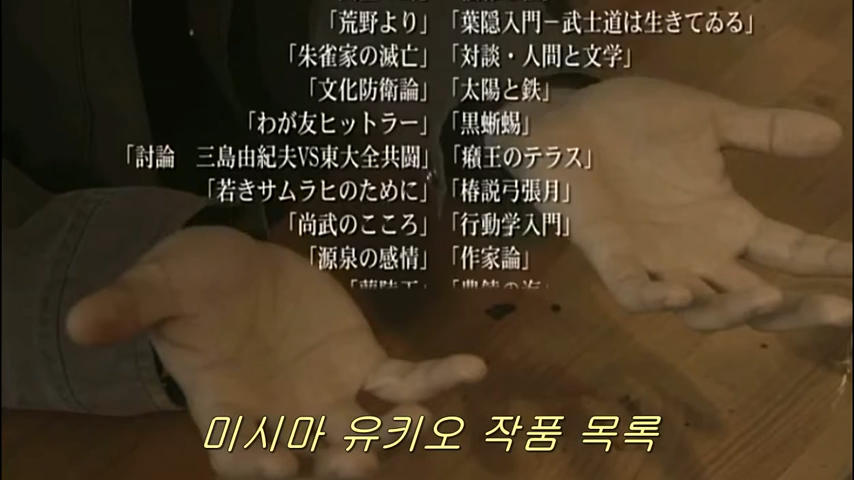 「荒野より」「葉隠入門－武士道は生きてゐる」
「朱雀家の滅亡」「対談・人間と文学」
「文化防衛論」「太陽と鉄」
「わが友ヒットラー」「黒蜥蜴」
「討論　三島由紀夫VS東大全共闘」「癩王のテラス」
「若きサムラヒのために」「椿説弓張月」
「尚武のこころ」「行動学入門」
「源泉の感情」「作家論」
미시마 유키오 작품 목록